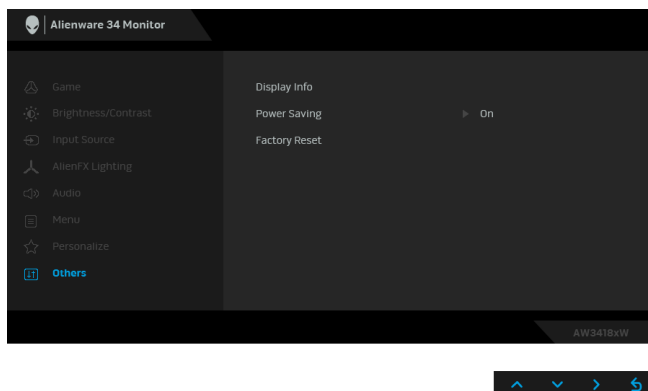 Alienware 34 Monitor
Game
Display Info
Brightness/Contrast
Power Saving
On
Input Source
Factory Reset
AlienFX Lighting
Audio
Menu
Personalize
Others
AW3418xW